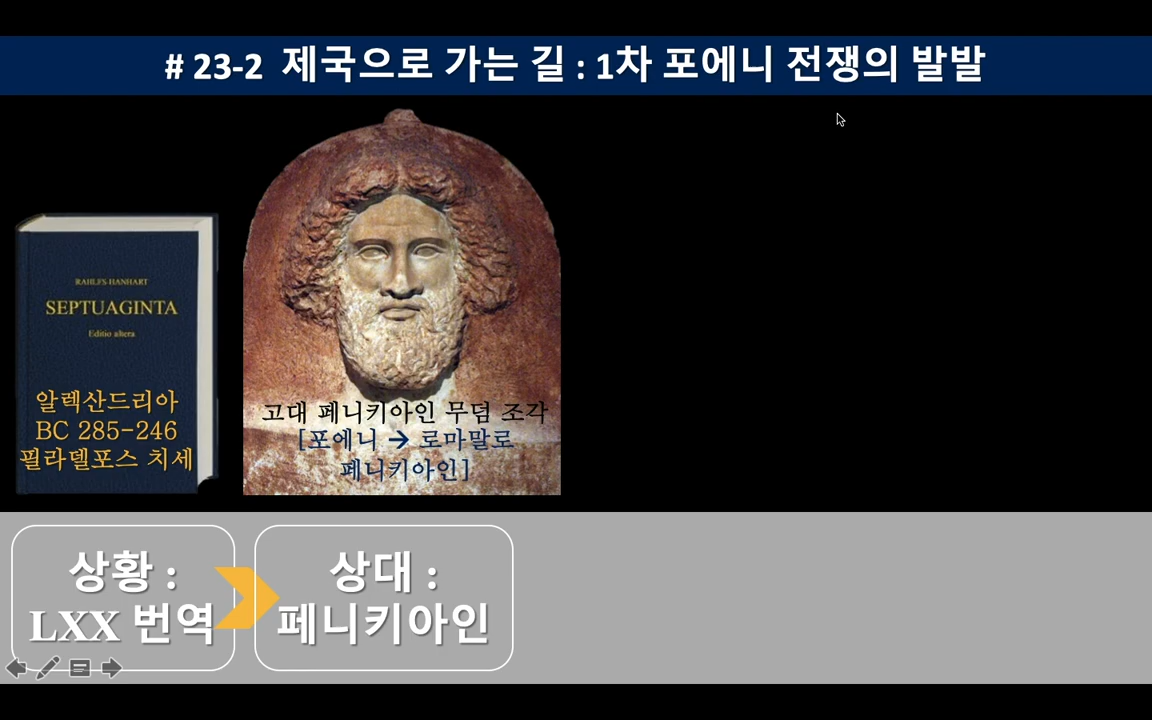 # 23-2 제국으로 가는 길 : 1차 포에니 전쟁의 발발
RAHLFS-HANHART
SEPTUAGINTA
Editio altera
알렉산드리아
BC 285-246
필라델포스 치세
고대 페니키아인 무덤 조각
[포에니 → 로마말로
페니키아인]
상황 :
LXX 번역
상대 :
페니키아인